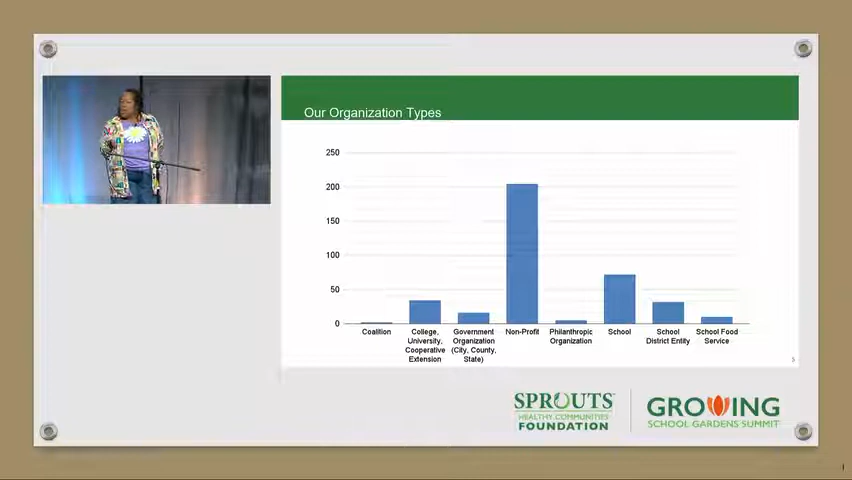 Our Organization Types
250
200
150
100
50
0
Coalition
College,
University,
Cooperative
Extension
Government
Organization
(City, County,
State)
Non-Profit
Philanthropic
Organization
School
School
District Entity
School Food
Service
SPROUTS
HEALTHY COMMUNITIES
FOUNDATION
GROWING
SCHOOL GARDENS SUMMIT